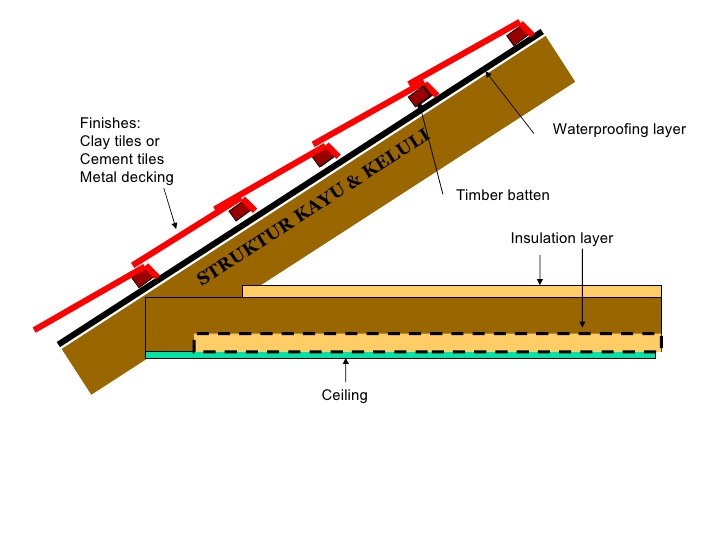 Finishes:
Clay tiles or
Cement tiles
Metal decking
Waterproofing layer
STRUKTUR KAYU & KELULI
Timber batten
Insulation layer
Ceiling